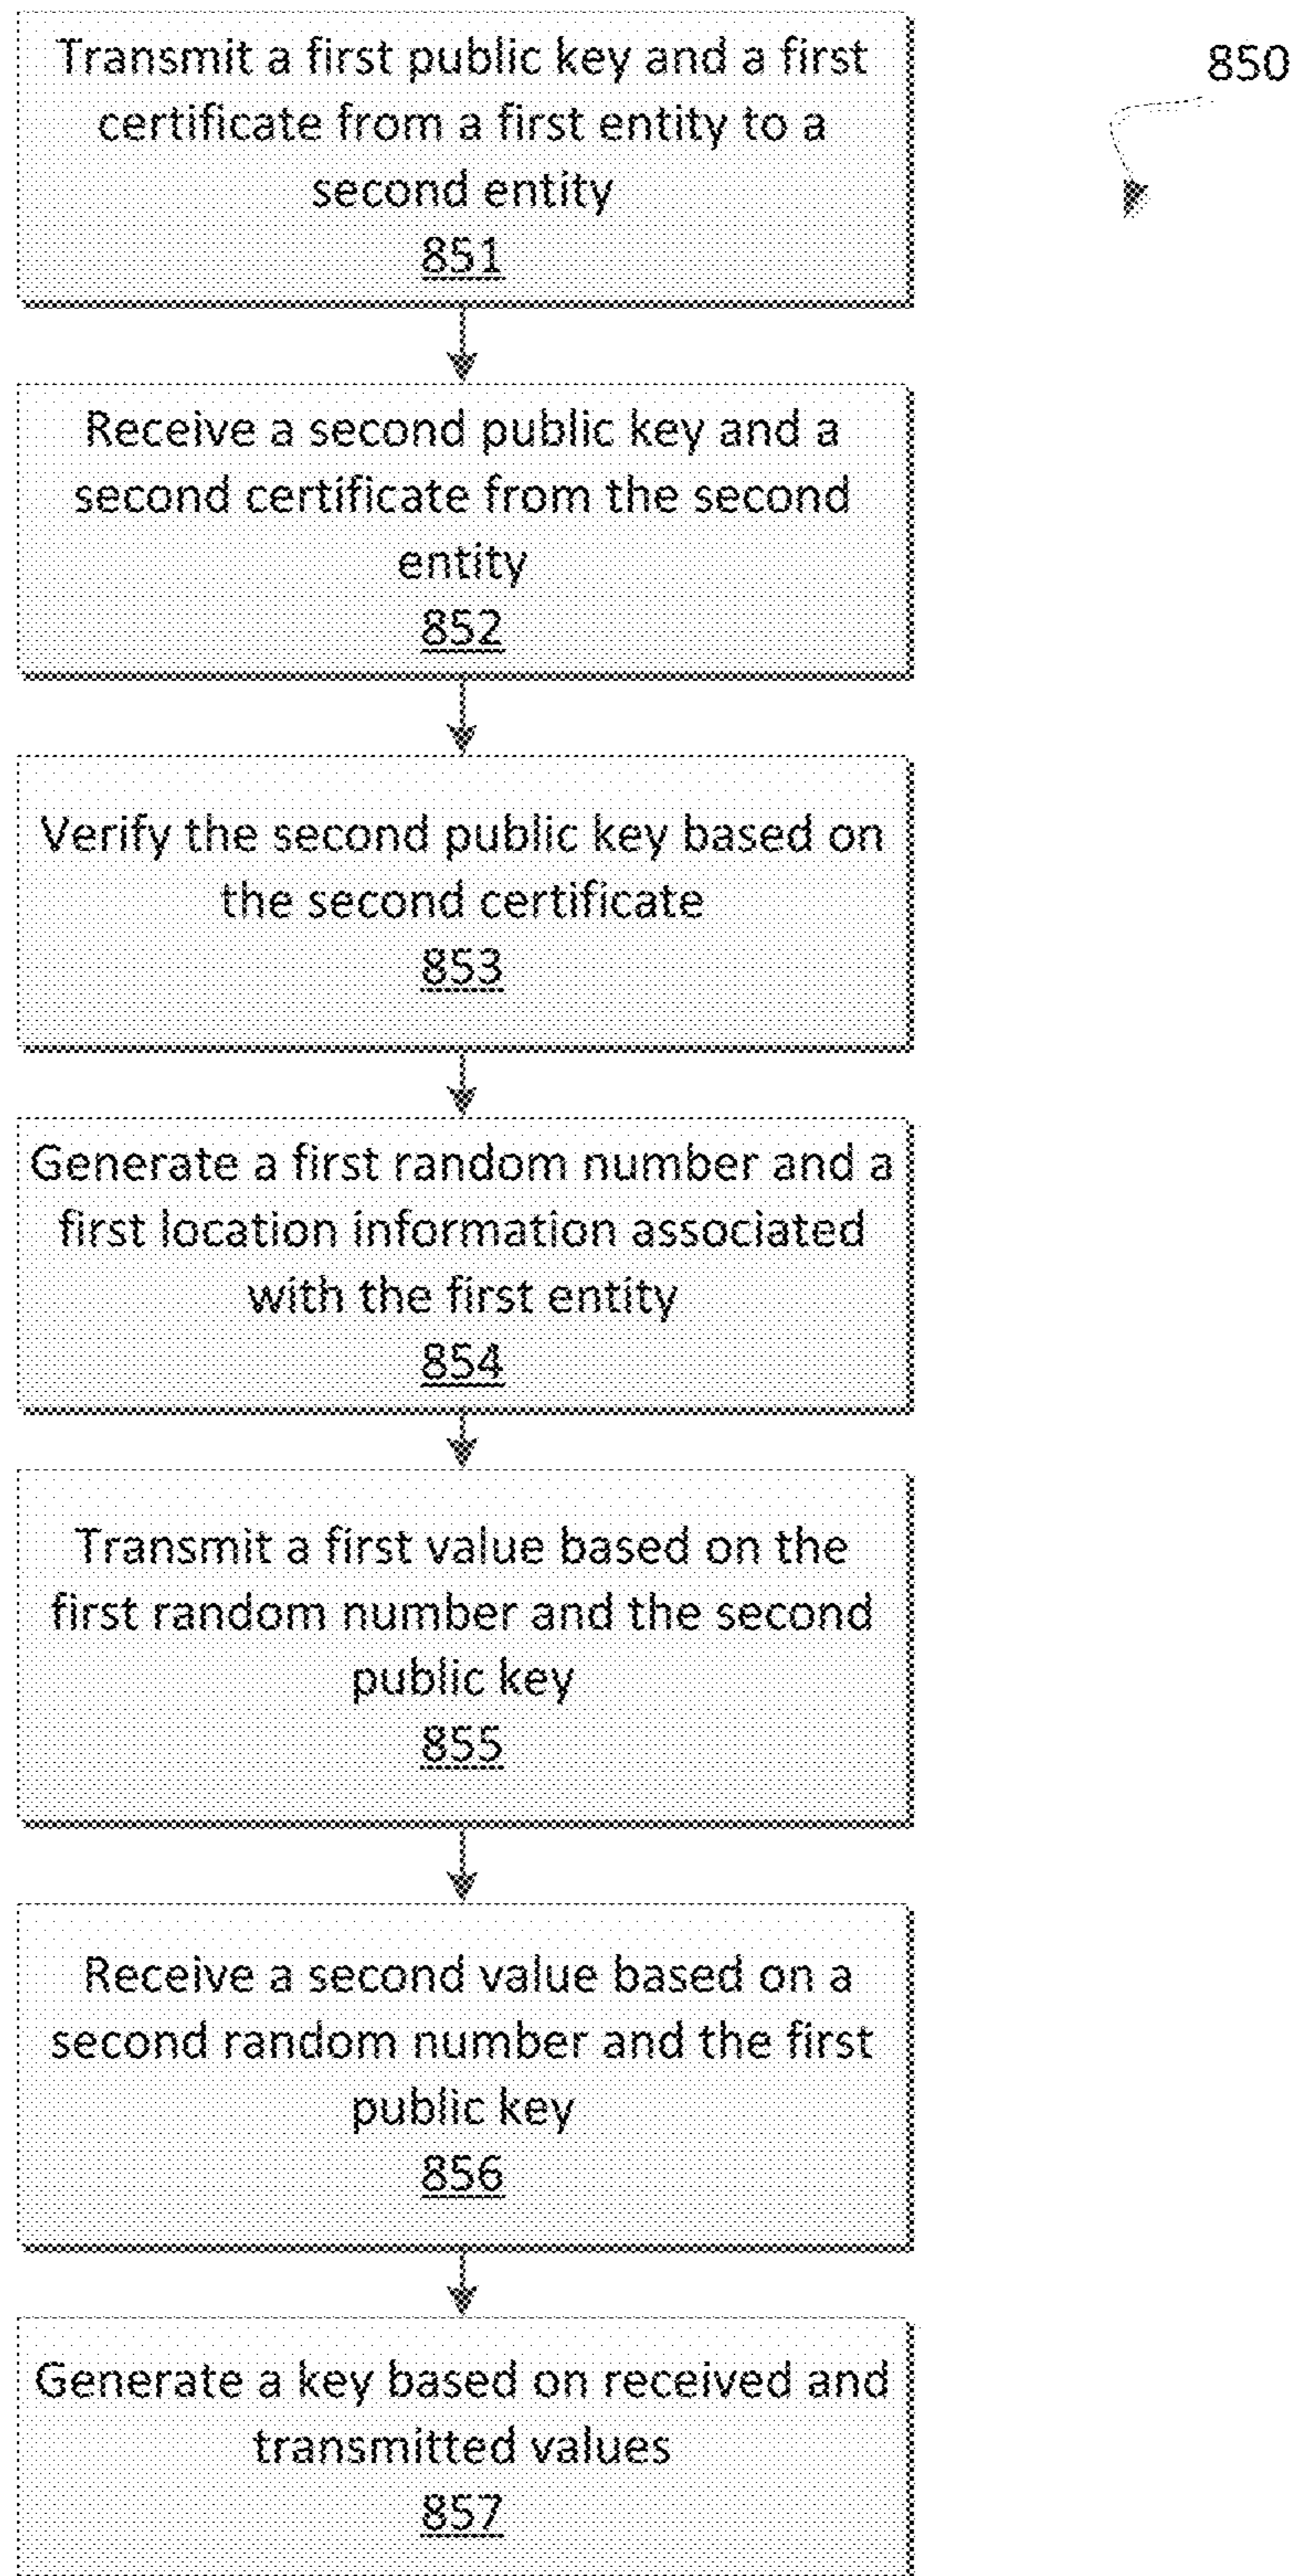 850
Transmit a first public key and a first
certificate from a first entity to a
second entity
851
Receive a second public key and a
second certificate from the second
entity
852
Verify the second public key based on
the second certificate
853
Generate a first random number and a
first location information associated
with the first entity
854
Transmit a first value based on the
first random number and the second
public key
855
Receive a second value based on a
second random number and the first
public key
856
Generate a key based on received and
transmitted values
857